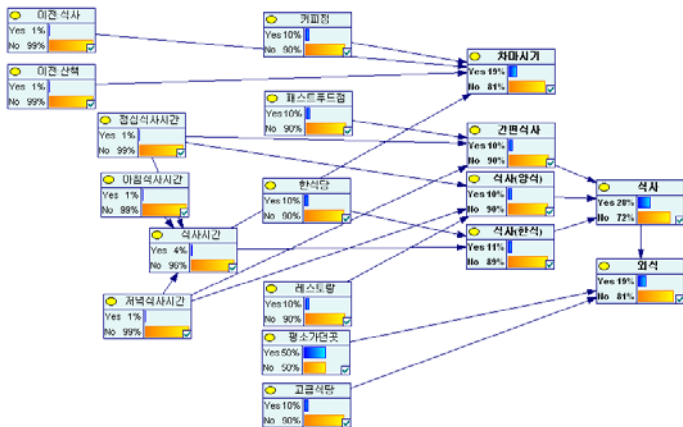 이전 식사
Yes 1%
No 99%
이전 산책
Yes 1%
No 99%
점심식사시간
Yes 1%
No 99%
아침식사시간
Yes 1%
No 99%
식사시간
Yes 4%
No 96%
저녁식사시간
Yes 1%
No 99%
커피점
Yes 10%
No 90%
패스트푸드점
Yes 10%
No 90%
한식당
Yes 10%
No 90%
레스토랑
Yes 10%
No 90%
평소가던곳
Yes 50%
No 50%
고급식당
Yes 10%
No 90%
차마시기
Yes 19%
No 81%
간편식사
Yes 10%
No 90%
식사(양식)
Yes 10%
No 90%
식사(한식)
Yes 11%
No 89%
식사
Yes 28%
No 72%
외식
Yes 19%
No 81%